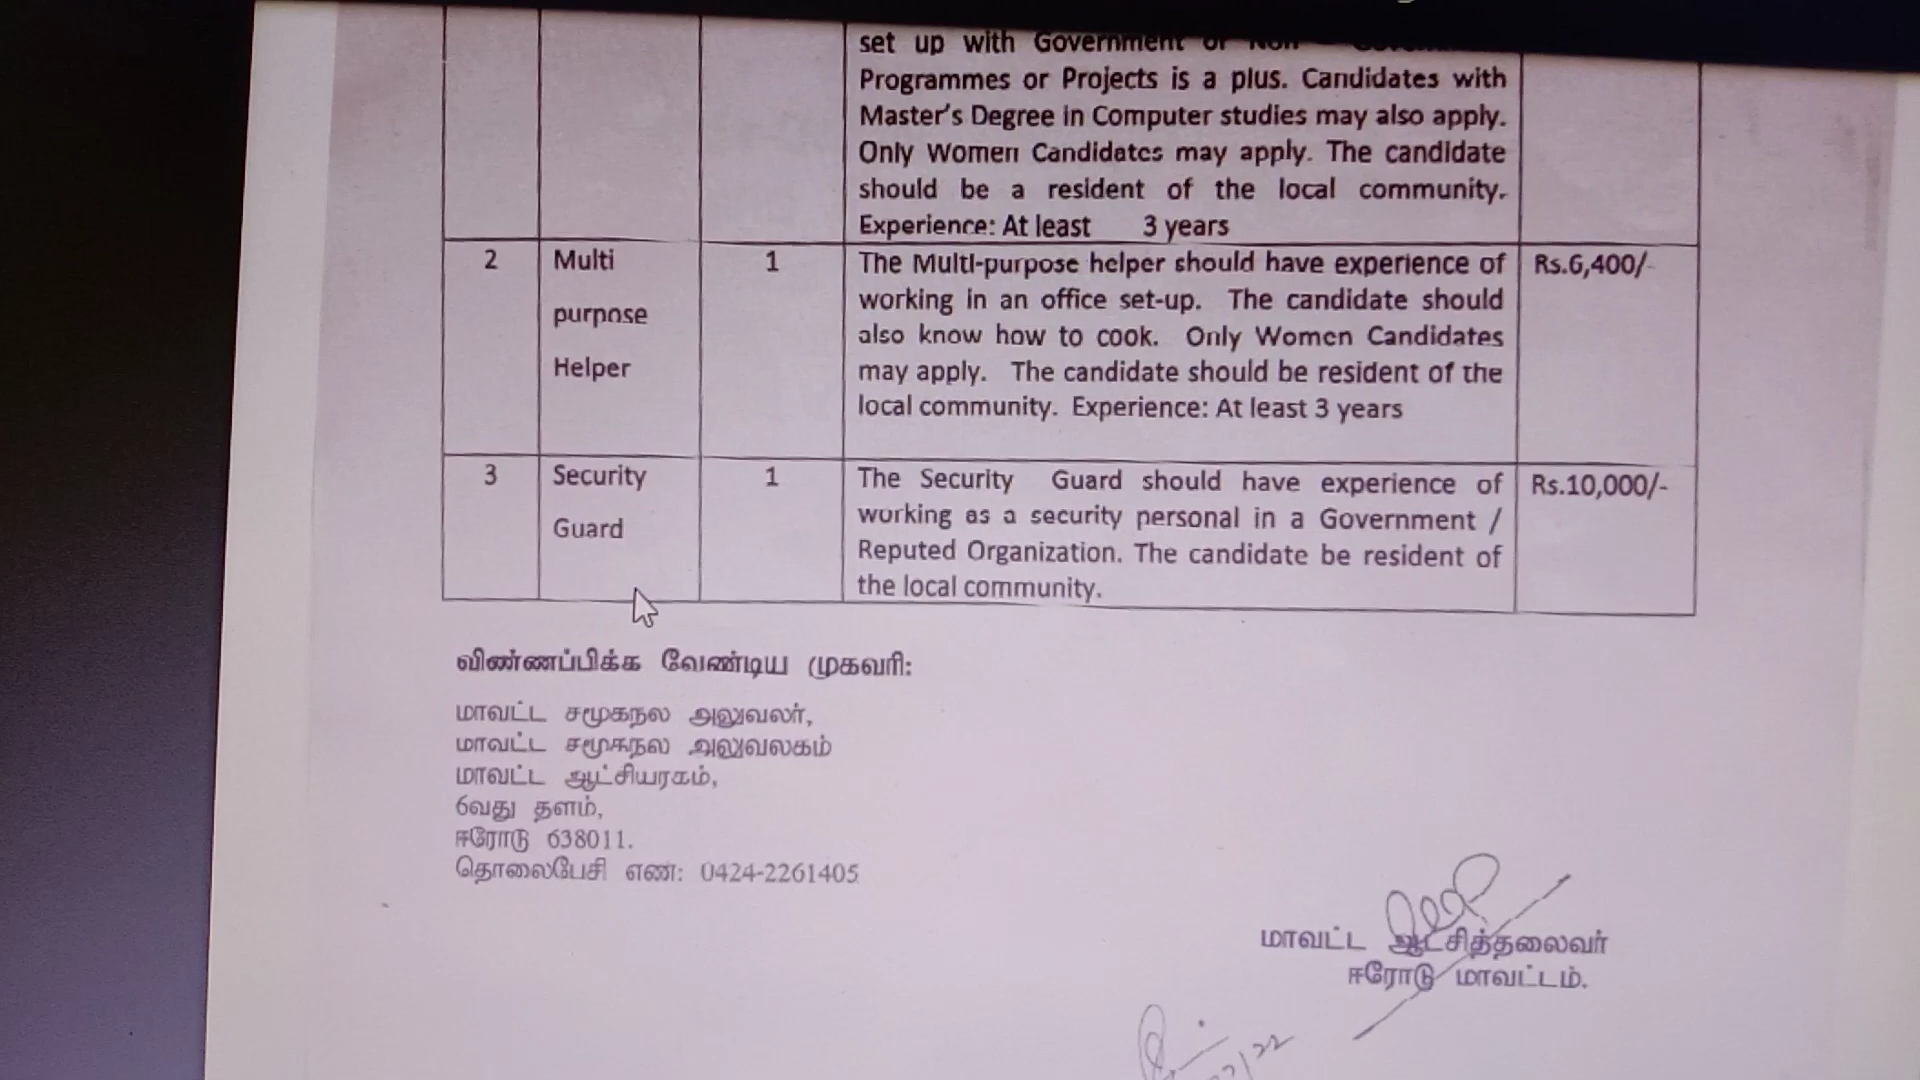 set up with Government or Non
Programmes or Projects is a plus. Candidates with
Master's Degree in Computer studies may also apply.
Only Women Candidates may apply. The candidate
should be a resident of the local community.
Experience: At least 3 years
2
Multi
purpose
Helper
1
The Multi-purpose helper should have experience of
working in an office set-up. The candidate should
also know how to cook. Only Women Candidates
may apply. The candidate should be resident of the
local community. Experience: At least 3 years
Rs.6,400/-
3
Security
Guard
1
The Security Guard should have experience of
working as a security personal in a Government /
Reputed Organization. The candidate be resident of
the local community.
Rs.10,000/-
விண்ணப்பிக்க வேண்டிய முகவரி:
மாவட்ட சமூகநல அலுவலர்,
மாவட்ட சமூகநல அலுவலகம்
மாவட்ட ஆட்சியரகம்,
6வது தளம்,
ஈரோடு 638011.
தொலைபேசி எண்: 0424-2261405
மாவட்ட ஆட்சித்தலைவர்
ஈரோடு மாவட்டம்.